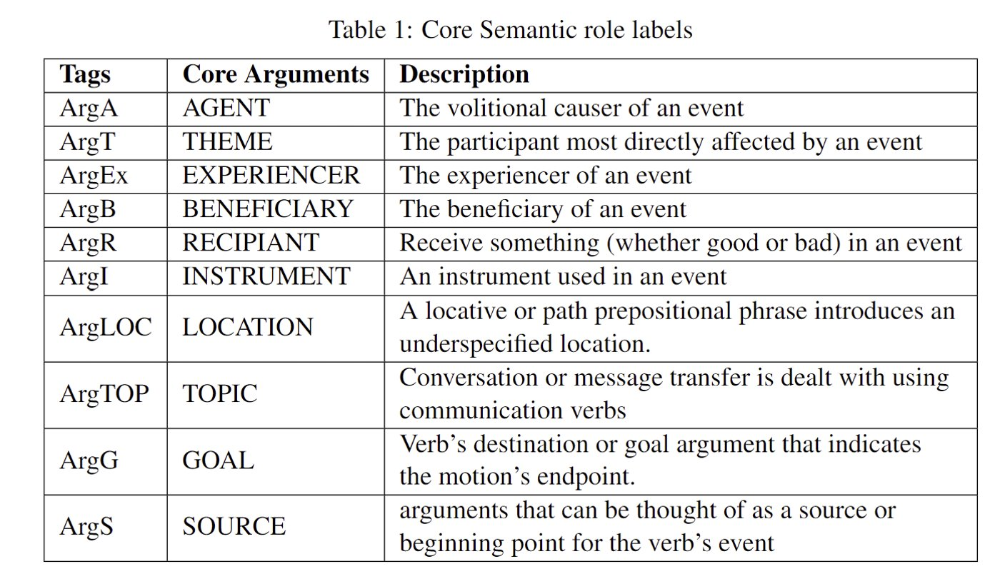 Table 1: Core Semantic role labels
Tags Core Arguments Description
ArgA AGENT The volitional causer of an event
ArgT THEME The participant most directly affected by an event
ArgEx EXPERIENCER The experiencer of an event
ArgB BENEFICIARY The beneficiary of an event
ArgR RECIPIANT Receive something (whether good or bad) in an event
ArgI INSTRUMENT An instrument used in an event
ArgLOC LOCATION A locative or path prepositional phrase introduces an
underspecified location.
ArgTOP TOPIC Conversation or message transfer is dealt with using
communication verbs
ArgG GOAL Verb's destination or goal argument that indicates
the motion's endpoint.
ArgS SOURCE arguments that can be thought of as a source or
beginning point for the verb's event